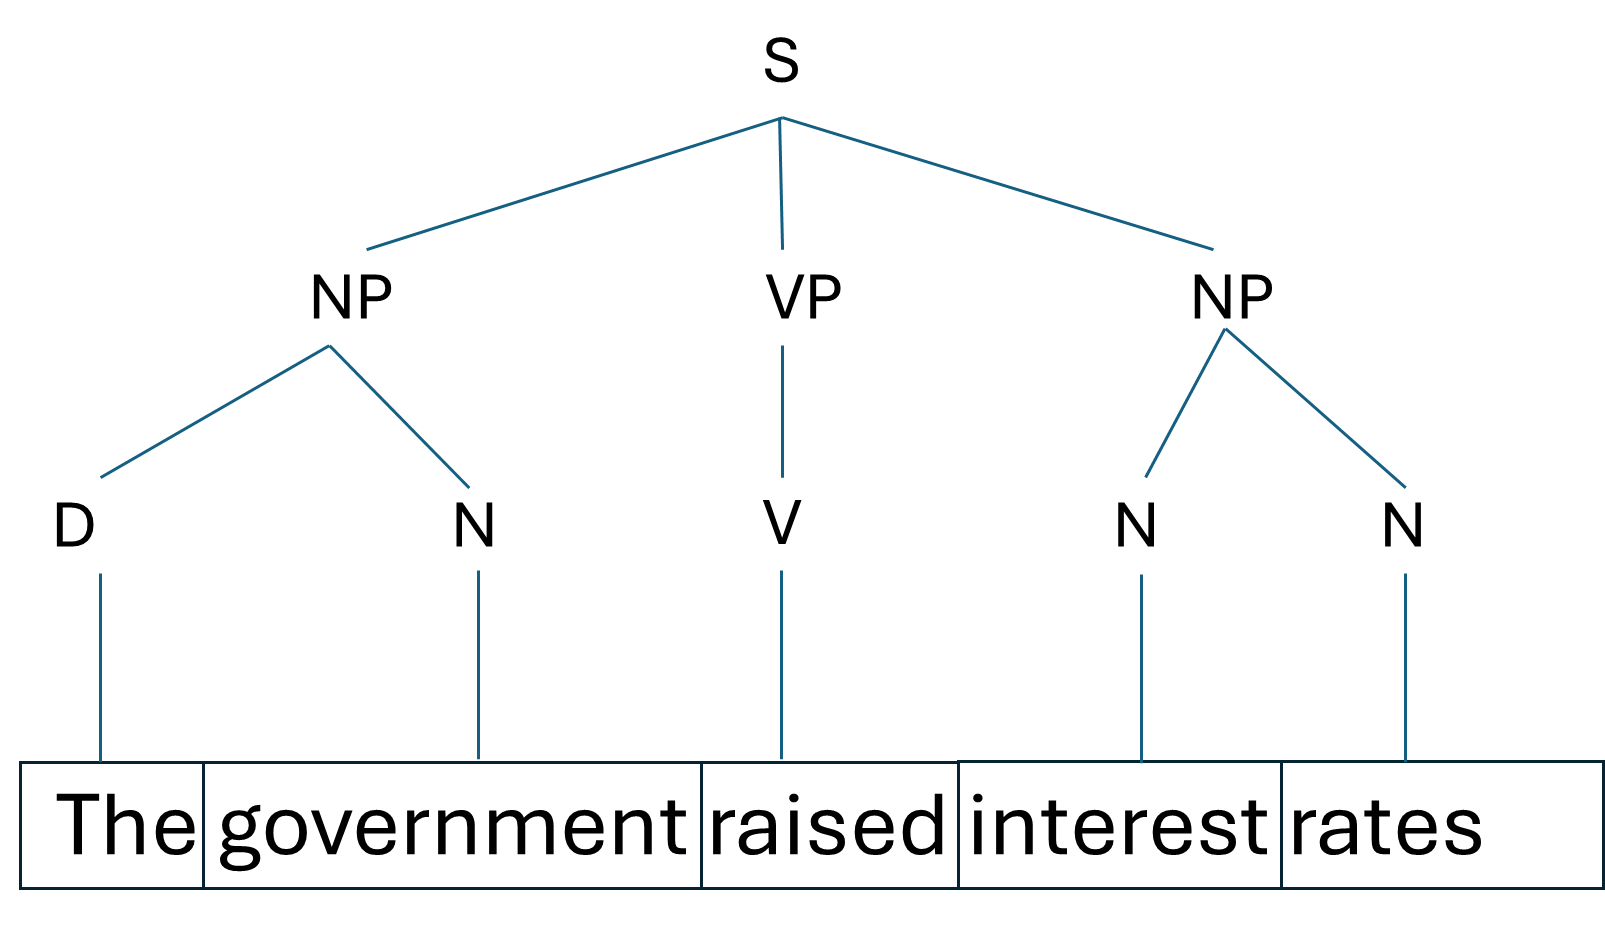 S
NP VP NP
D N V N N
The government raised interest rates